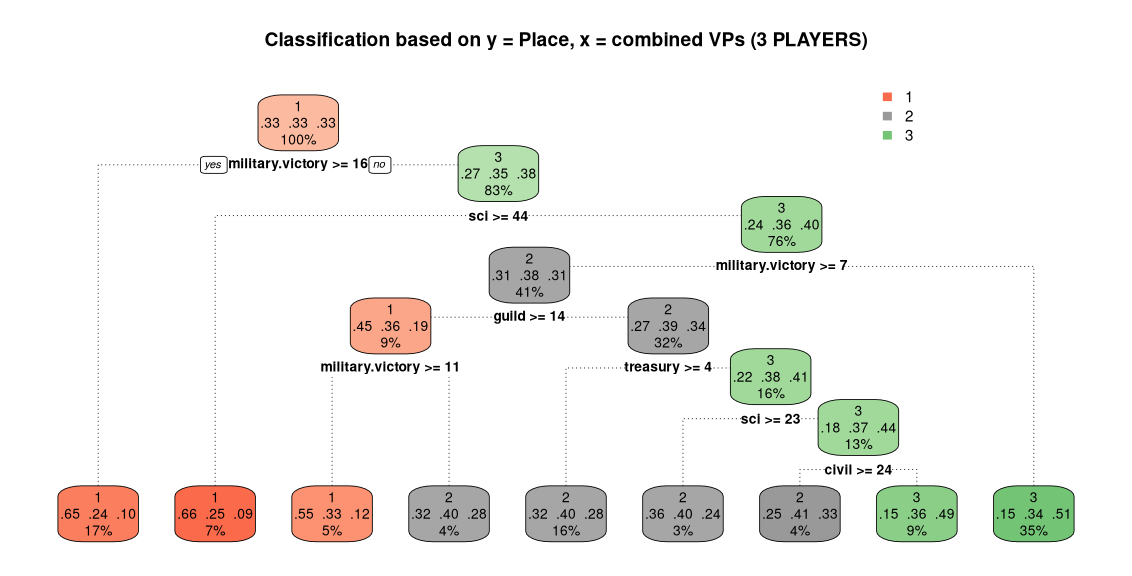 Classification based on y = Place, x = combined VPs (3 PLAYERS)
1
2
3
1
.33 .33 .33
100%
yes military.victory >= 16 no
3
.27 .35 .38
83%
sci >= 44
3
.24 .36 .40
76%
military.victory >= 7
2
.31 .38 .31
41%
guild >= 14
1
.45 .36 .19
9%
military.victory >= 11
2
.27 .39 .34
32%
treasury >= 4
3
.22 .38 .41
16%
sci >= 23
3
.18 .37 .44
13%
civil >= 24
1
.65 .24 .10
17%
1
.66 .25 .09
7%
1
.55 .33 .12
5%
2
.32 .40 .28
4%
2
.32 .40 .28
16%
2
.36 .40 .24
3%
2
.25 .41 .33
4%
3
.15 .36 .49
9%
3
.15 .34 .51
35%